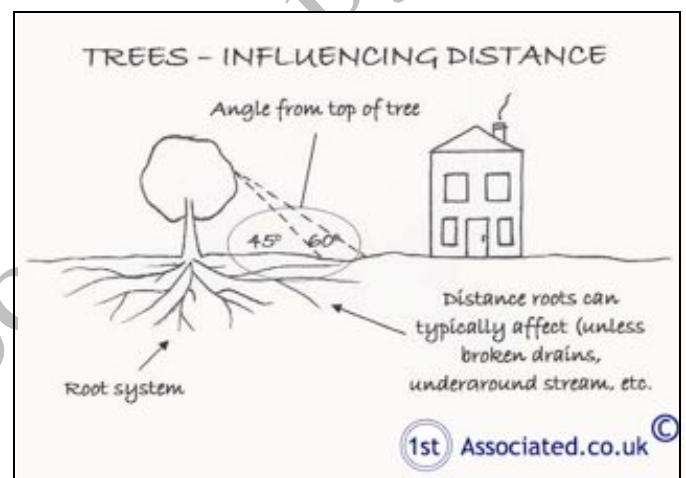 TREES – INFLUENCING DISTANCE
Angle from top of tree
45° 60°
Distance roots can
typically affect (unless
broken drains,
underground stream, etc.
Root system
1st Associated.co.uk ©